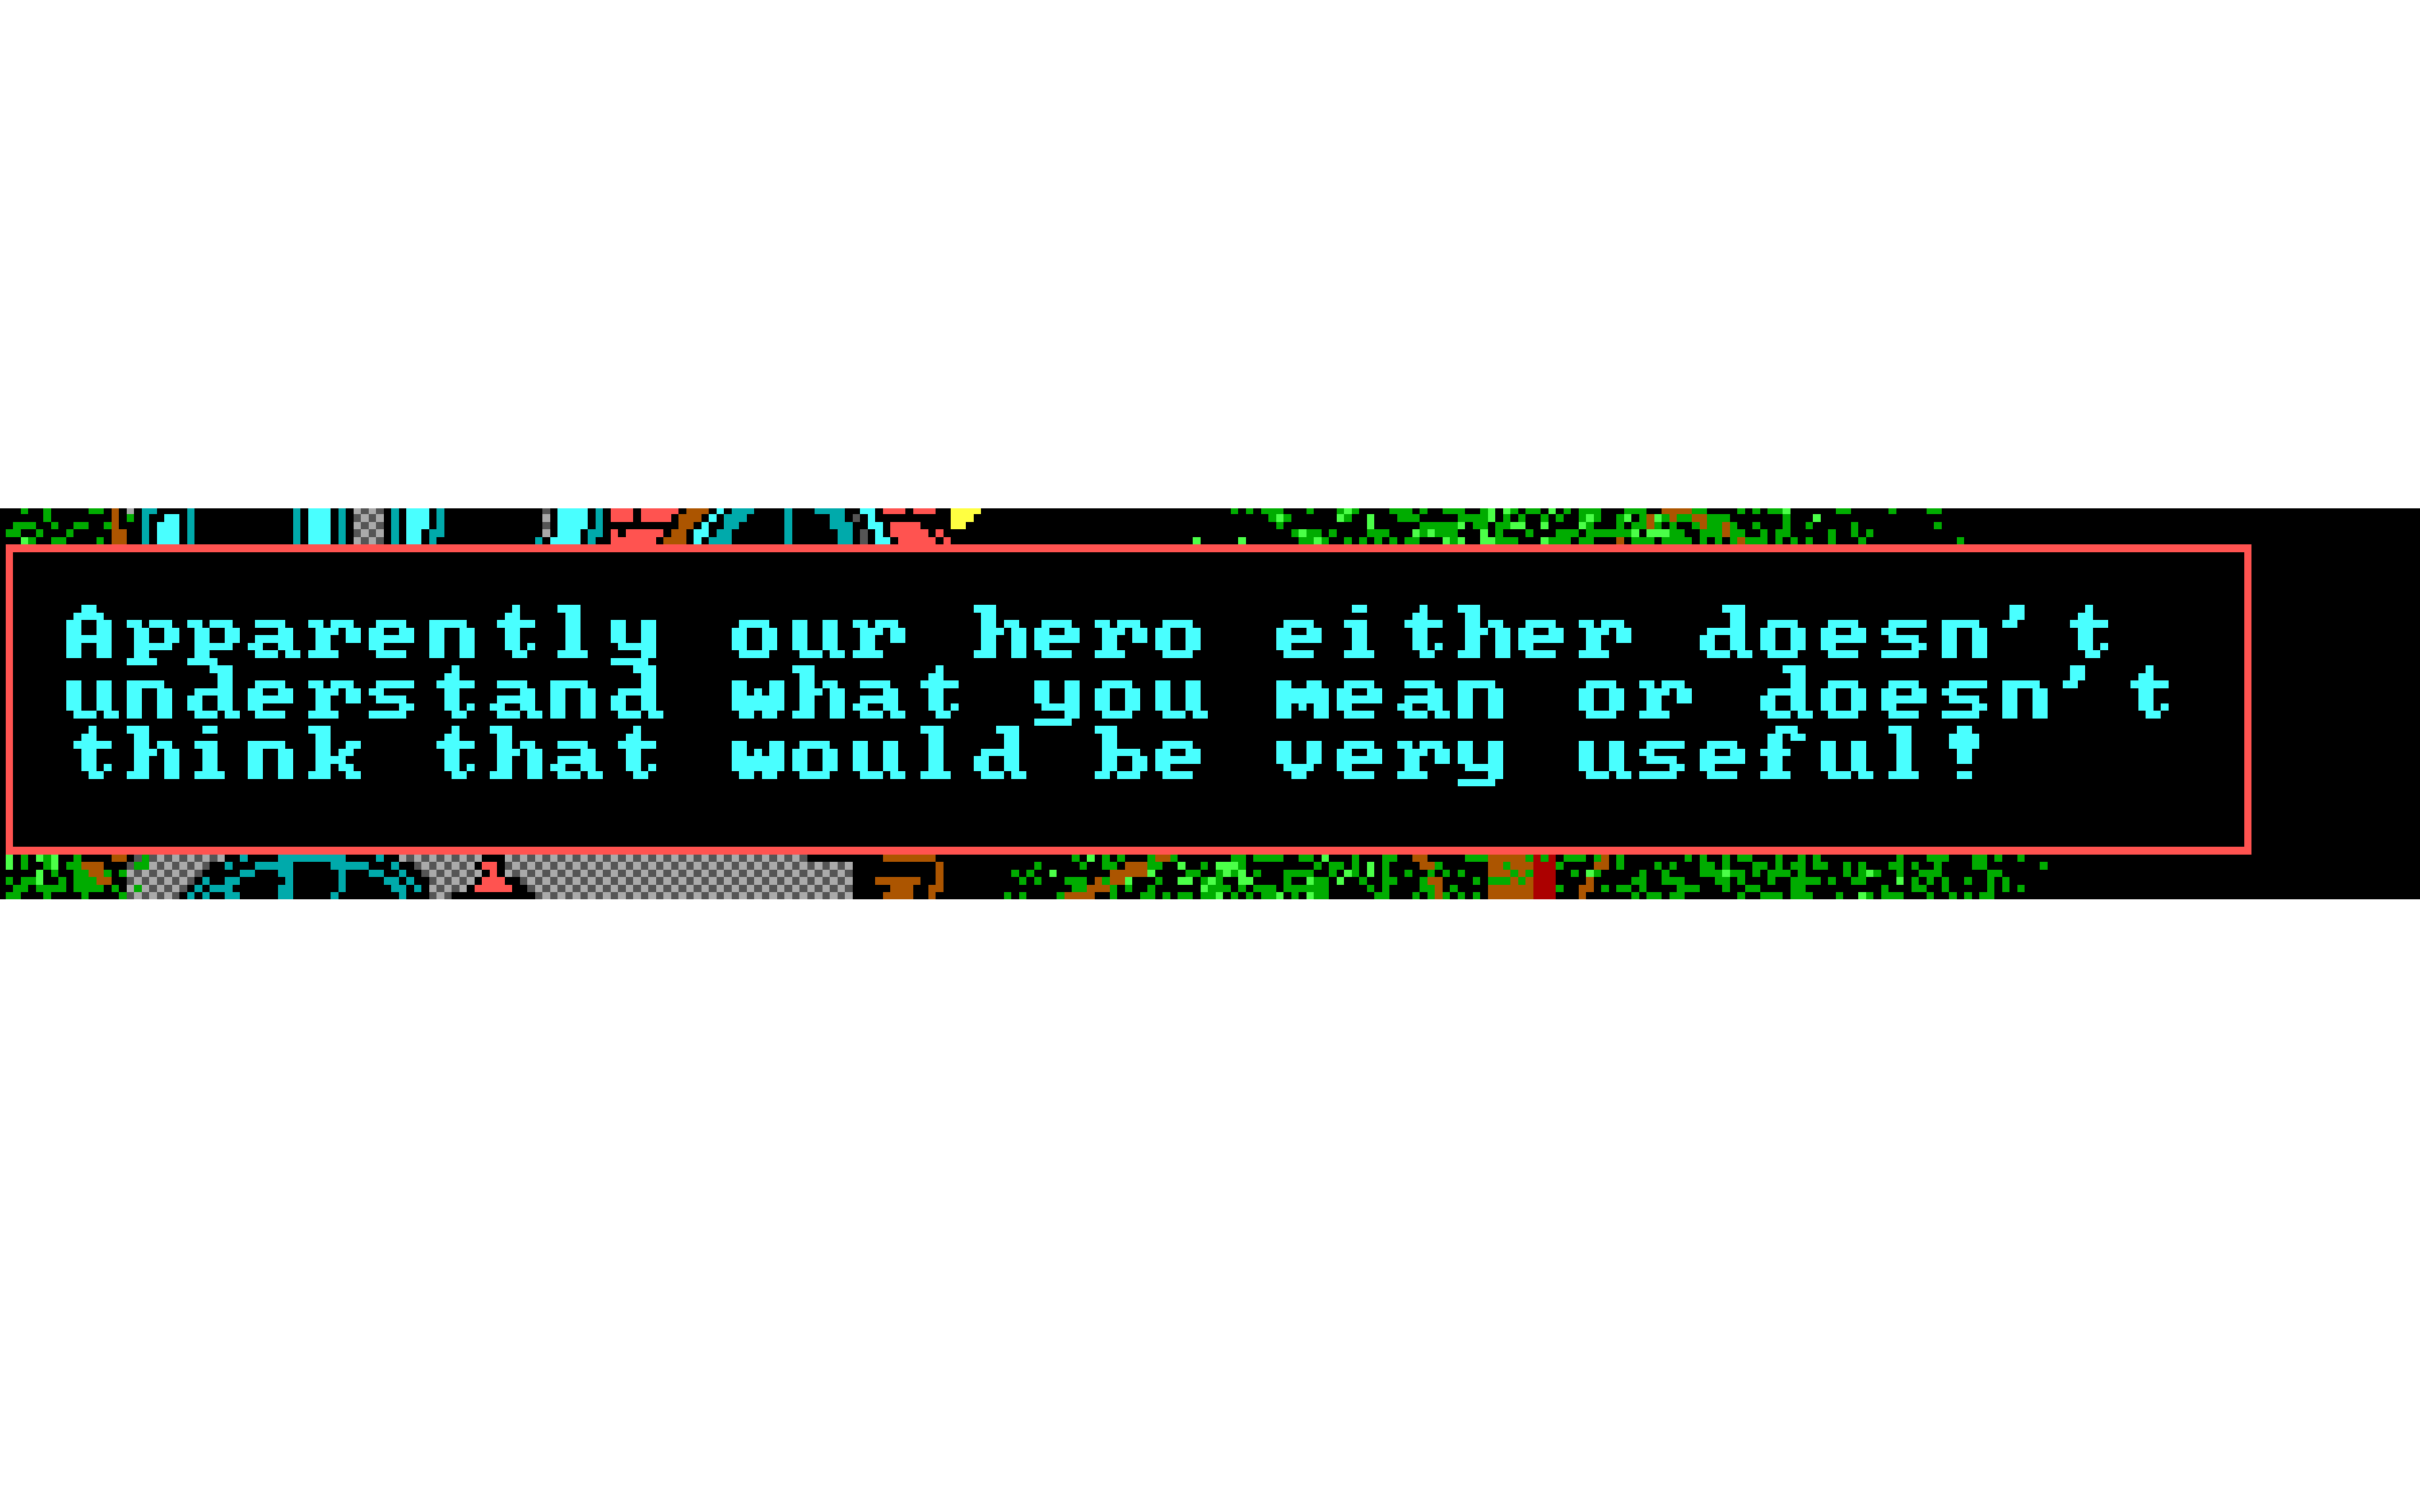 Apparently our hero either doesn't
understand what you mean or doesn't
think that would be very useful!